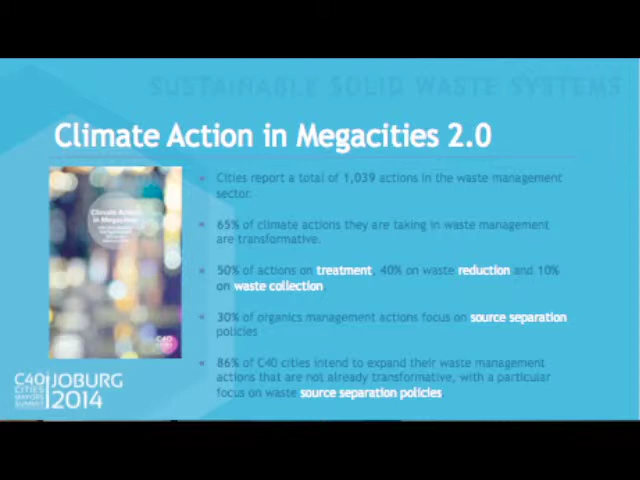 SUSTAINABLE SOLID WASTE SYSTEMS
Climate Action in Megacities 2.0
Cities report a total of 1,039 actions in the waste management
sector.
65% of climate actions they are taking in waste management
are transformative.
50% of actions on treatment, 40% on waste reduction and 10%
on waste collection.
30% of organics management actions focus on source separation
policies
86% of C40 cities intend to expand their waste management
actions that are not already transformative, with a particular
focus on waste source separation policies.
Climate Action
in Megacities
C40
C40
CITIES
MAYORS
SUMMIT
JOBURG
2014